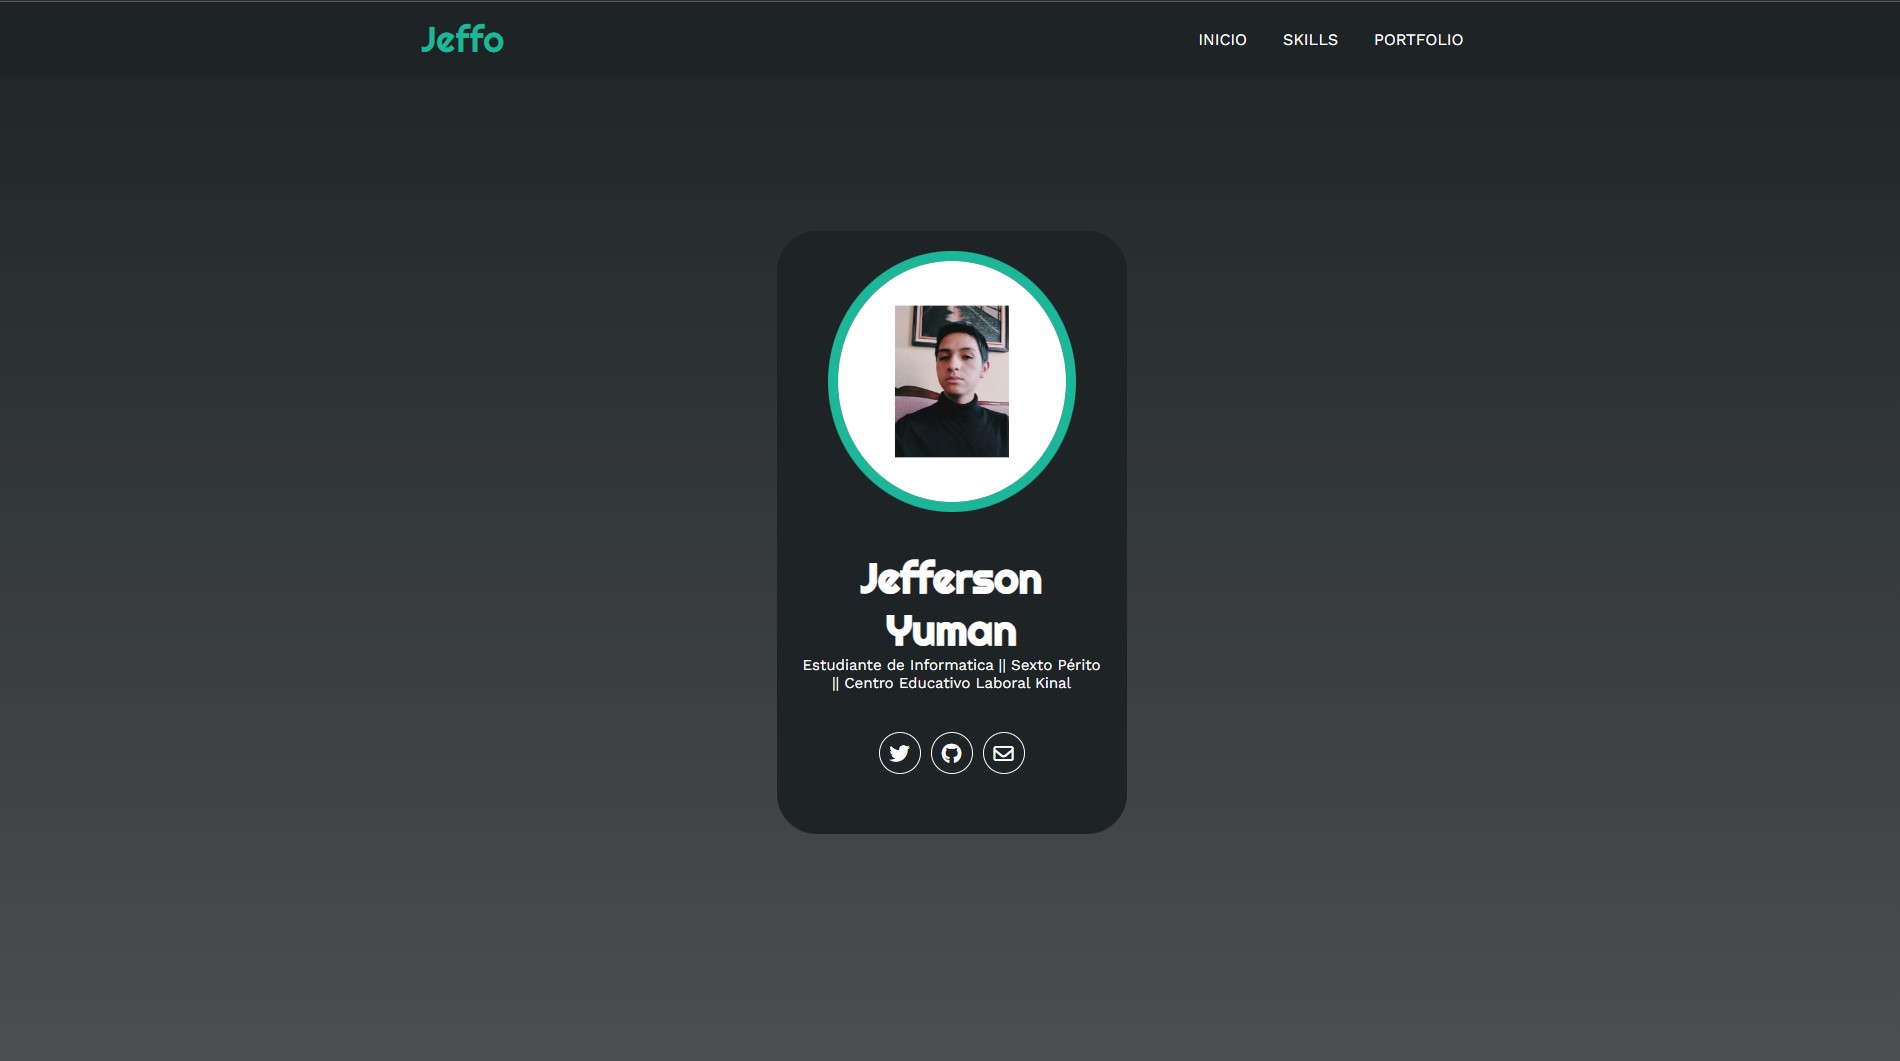 Jeffo
INICIO SKILLS PORTFOLIO
Jefferson
Yuman
Estudiante de Informatica || Sexto Périto
|| Centro Educativo Laboral Kinal